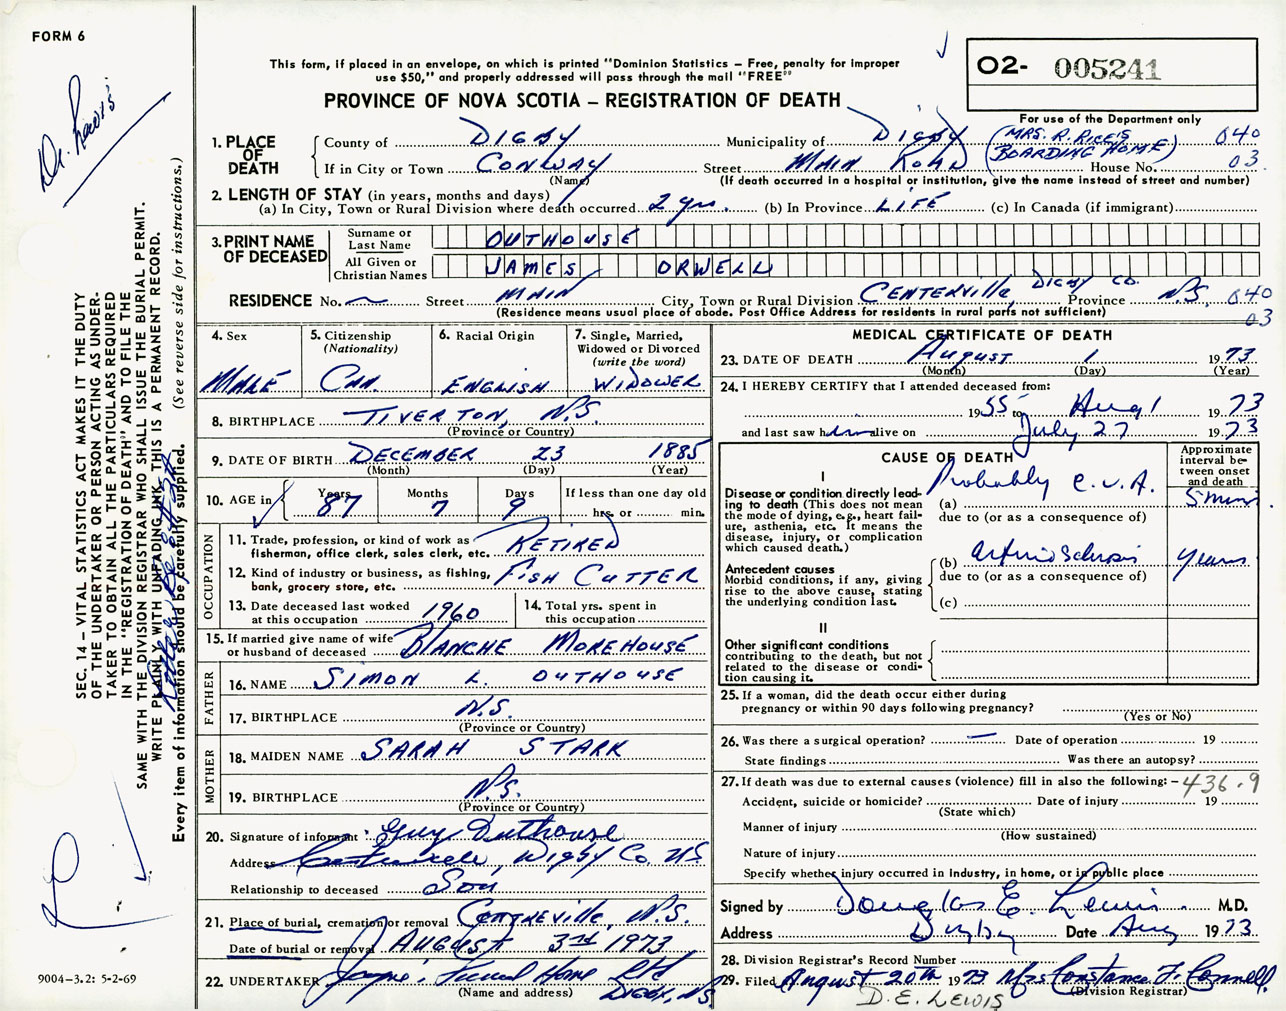 FORM 6
This form, if placed in an envelope, on which is printed "Dominion Statistics – Free, penalty for improper
use $50," and properly addressed will pass through the mail "FREE"
PROVINCE OF NOVA SCOTIA – REGISTRATION OF DEATH
O2- 005241
For use of the Department only
1. PLACE OF DEATH
County of DIGBY Municipality of DIGBY (MRS. R. RICE'S BOARDING HOME) 040
If in City or Town CONWAY Street MAIN ROAD House No. 03
(Name) (If death occurred in a hospital or institution, give the name instead of street and number)
2. LENGTH OF STAY (in years, months and days)
(a) In City, Town or Rural Division where death occurred 2 yrs. (b) In Province LIFE (c) In Canada (if immigrant)
3. PRINT NAME OF DECEASED
Surname or Last Name OUTHOUSE
All Given or Christian Names JAMES ORWELL
RESIDENCE No. Street MAIN City, Town or Rural Division CENTERVILLE, DIGBY CO. Province N.S. 040
(Residence means usual place of abode. Post Office Address for residents in rural parts not sufficient) 03
4. Sex MALE
5. Citizenship (Nationality) CAN
6. Racial Origin ENGLISH
7. Single, Married, Widowed or Divorced (write the word) WIDOWER
8. BIRTHPLACE TIVERTON, N.S.
(Province or Country)
9. DATE OF BIRTH DECEMBER 23 1885
(Month) (Day) (Year)
10. AGE in Years 87 Months 7 Days 9 If less than one day old hrs. or min.
OCCUPATION
11. Trade, profession, or kind of work as fisherman, office clerk, sales clerk, etc. RETIRED
12. Kind of industry or business, as fishing, bank, grocery store, etc. FISH CUTTER
13. Date deceased last worked at this occupation 1960
14. Total yrs. spent in this occupation
15. If married give name of wife or husband of deceased BLANCHE MOREHOUSE
FATHER
16. NAME SIMON L. OUTHOUSE
17. BIRTHPLACE N.S.
(Province or Country)
MOTHER
18. MAIDEN NAME SARAH STARK
19. BIRTHPLACE N.S.
(Province or Country)
20. Signature of informant Guy Outhouse
Address Centreville, Digby Co. N.S.
Relationship to deceased Son
21. Place of burial, cremation or removal CENTREVILLE, N.S.
Date of burial or removal AUGUST 3rd 1973
22. UNDERTAKER Jayne's Funeral Home Ltd
(Name and address) DIGBY, N.S.
MEDICAL CERTIFICATE OF DEATH
23. DATE OF DEATH August 1 1973
(Month) (Day) (Year)
24. I HEREBY CERTIFY that I attended deceased from:
1955 to Aug 1 1973
and last saw him alive on July 27 1973
CAUSE OF DEATH
Approximate interval between onset and death
I
Disease or condition directly leading to death (This does not mean the mode of dying, e.g., heart failure, asthenia, etc. It means the disease, injury, or complication which caused death.)
(a) Probably C.V.A. 5 mins
due to (or as a consequence of)
Antecedent causes
Morbid conditions, if any, giving rise to the above cause, stating the underlying condition last.
(b) arteriosclerosis years
due to (or as a consequence of)
(c)
II
Other significant conditions
contributing to the death, but not related to the disease or condition causing it.
25. If a woman, did the death occur either during
pregnancy or within 90 days following pregnancy?
(Yes or No)
26. Was there a surgical operation? — Date of operation 19
State findings Was there an autopsy?
27. If death was due to external causes (violence) fill in also the following: – 436.9
Accident, suicide or homicide? Date of injury 19
(State which)
Manner of injury
(How sustained)
Nature of injury
Specify whether injury occurred in industry, in home, or in public place
Signed by Douglas E. Lewis M.D.
Address Digby Date Aug 1973
28. Division Registrar's Record Number
29. Filed August 20th 1973 Mrs Constance F. Connell
(Division Registrar)
D.E. LEWIS
Dr. Lewis
SEC. 14 – VITAL STATISTICS ACT MAKES IT THE DUTY
OF THE UNDERTAKER OR PERSON ACTING AS UNDER-
TAKER TO OBTAIN ALL THE PARTICULARS REQUIRED
IN THE "REGISTRATION OF DEATH" AND TO FILE THE
SAME WITH THE DIVISION REGISTRAR WHO SHALL ISSUE THE BURIAL PERMIT.
WRITE PLAINLY WITH UNFADING INK – THIS IS A PERMANENT RECORD.
Every item of information should be carefully supplied. (See reverse side for instructions.)
9004-3.2: 5-2-69